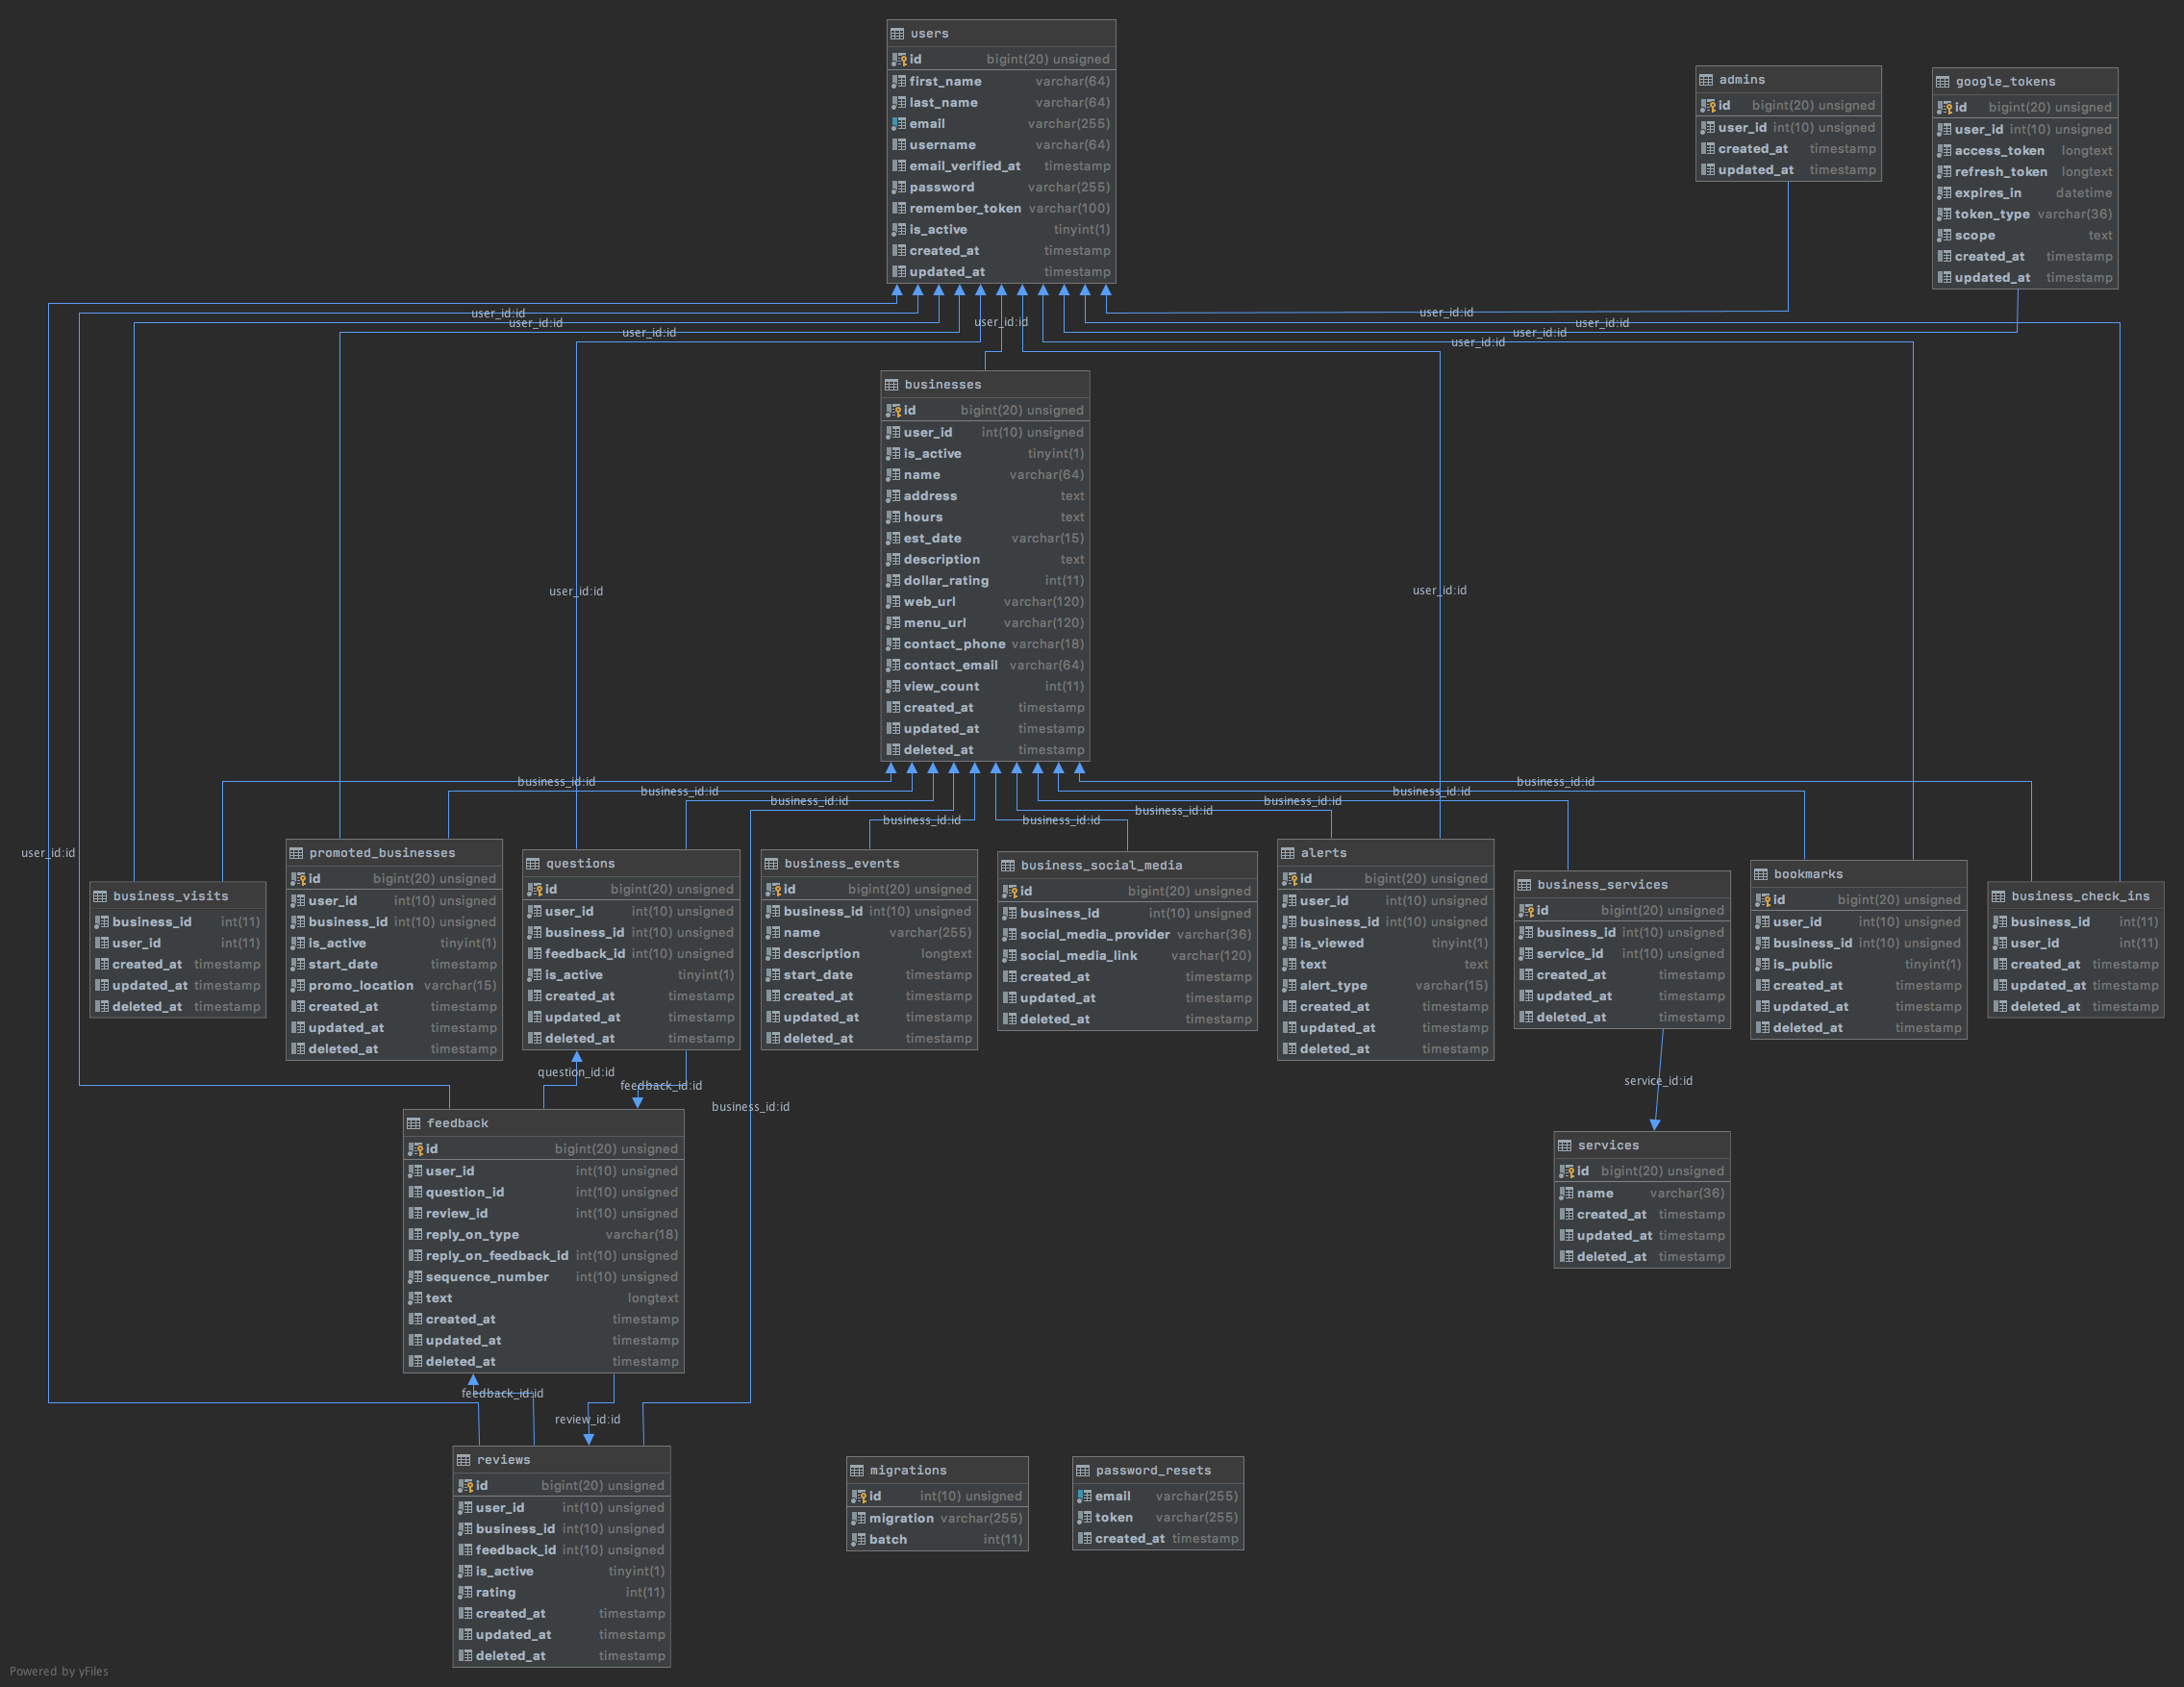 users
id bigint(20) unsigned
first_name varchar(64)
last_name varchar(64)
email varchar(255)
username varchar(64)
email_verified_at timestamp
password varchar(255)
remember_token varchar(100)
is_active tinyint(1)
created_at timestamp
updated_at timestamp
admins
id bigint(20) unsigned
user_id int(10) unsigned
created_at timestamp
updated_at timestamp
google_tokens
id bigint(20) unsigned
user_id int(10) unsigned
access_token longtext
refresh_token longtext
expires_in datetime
token_type varchar(36)
scope text
created_at timestamp
updated_at timestamp
user_id:id
user_id:id
user_id:id
user_id:id
user_id:id
user_id:id
user_id:id
user_id:id
businesses
id bigint(20) unsigned
user_id int(10) unsigned
is_active tinyint(1)
name varchar(64)
address text
hours text
est_date varchar(15)
description text
dollar_rating int(11)
web_url varchar(120)
menu_url varchar(120)
contact_phone varchar(18)
contact_email varchar(64)
view_count int(11)
created_at timestamp
updated_at timestamp
deleted_at timestamp
user_id:id
user_id:id
business_id:id
business_id:id
business_id:id
business_id:id
business_id:id
business_id:id
business_id:id
business_id:id
business_id:id
user_id:id
business_visits
business_id int(11)
user_id int(11)
created_at timestamp
updated_at timestamp
deleted_at timestamp
promoted_businesses
id bigint(20) unsigned
user_id int(10) unsigned
business_id int(10) unsigned
is_active tinyint(1)
start_date timestamp
promo_location varchar(15)
created_at timestamp
updated_at timestamp
deleted_at timestamp
questions
id bigint(20) unsigned
user_id int(10) unsigned
business_id int(10) unsigned
feedback_id int(10) unsigned
is_active tinyint(1)
created_at timestamp
updated_at timestamp
deleted_at timestamp
business_events
id bigint(20) unsigned
business_id int(10) unsigned
name varchar(255)
description longtext
start_date timestamp
created_at timestamp
updated_at timestamp
deleted_at timestamp
business_social_media
id bigint(20) unsigned
business_id int(10) unsigned
social_media_provider varchar(36)
social_media_link varchar(120)
created_at timestamp
updated_at timestamp
deleted_at timestamp
alerts
id bigint(20) unsigned
user_id int(10) unsigned
business_id int(10) unsigned
is_viewed tinyint(1)
text text
alert_type varchar(15)
created_at timestamp
updated_at timestamp
deleted_at timestamp
business_services
id bigint(20) unsigned
business_id int(10) unsigned
service_id int(10) unsigned
created_at timestamp
updated_at timestamp
deleted_at timestamp
bookmarks
id bigint(20) unsigned
user_id int(10) unsigned
business_id int(10) unsigned
is_public tinyint(1)
created_at timestamp
updated_at timestamp
deleted_at timestamp
business_check_ins
business_id int(11)
user_id int(11)
created_at timestamp
updated_at timestamp
deleted_at timestamp
question_id:id
feedback_id:id
business_id:id
service_id:id
feedback
id bigint(20) unsigned
user_id int(10) unsigned
question_id int(10) unsigned
review_id int(10) unsigned
reply_on_type varchar(18)
reply_on_feedback_id int(10) unsigned
sequence_number int(10) unsigned
text longtext
created_at timestamp
updated_at timestamp
deleted_at timestamp
services
id bigint(20) unsigned
name varchar(36)
created_at timestamp
updated_at timestamp
deleted_at timestamp
feedback_id:id
review_id:id
reviews
id bigint(20) unsigned
user_id int(10) unsigned
business_id int(10) unsigned
feedback_id int(10) unsigned
is_active tinyint(1)
rating int(11)
created_at timestamp
updated_at timestamp
deleted_at timestamp
migrations
id int(10) unsigned
migration varchar(255)
batch int(11)
password_resets
email varchar(255)
token varchar(255)
created_at timestamp
Powered by yFiles